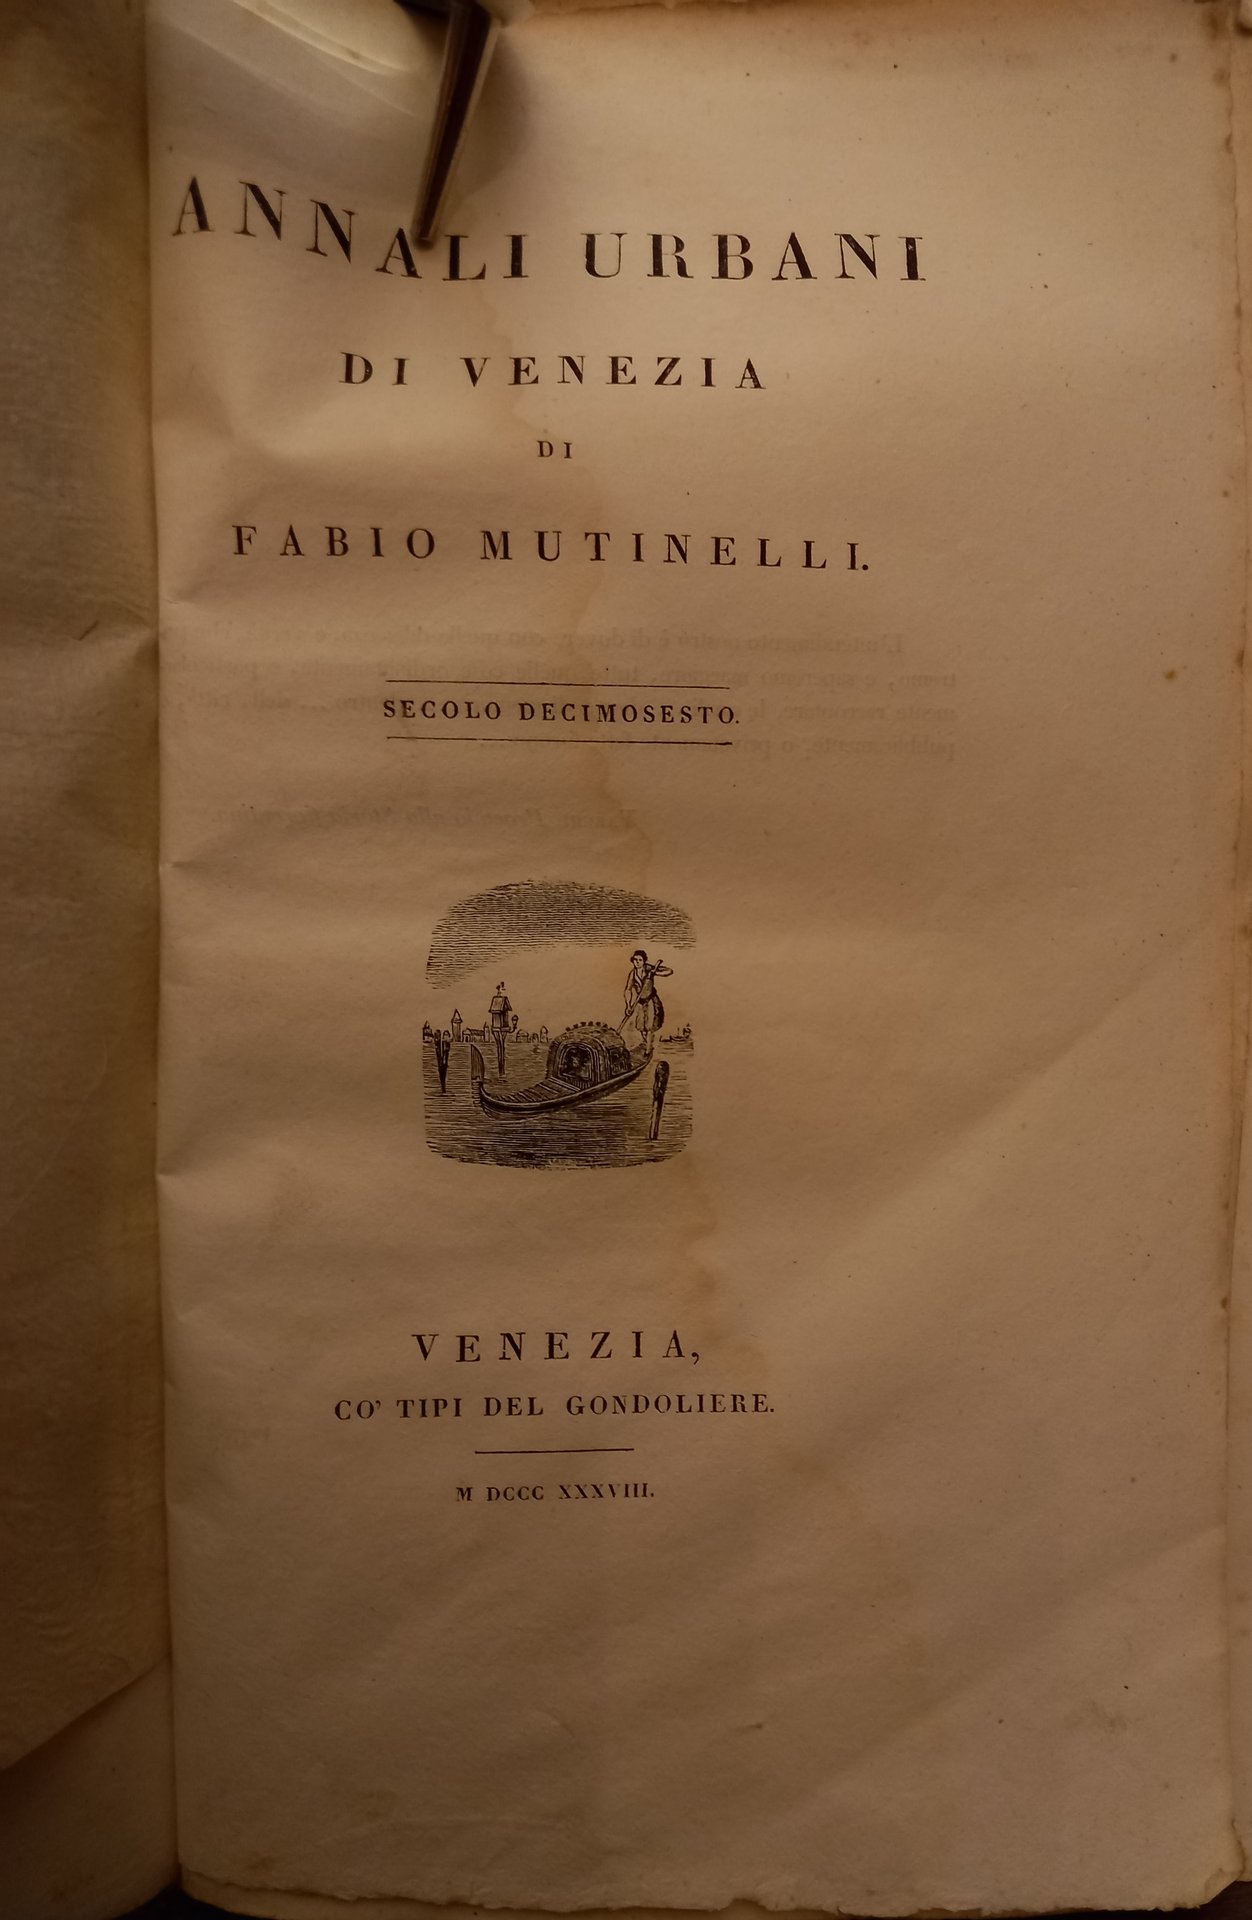 ANNALI URBANI
DI VENEZIA
DI
FABIO MUTINELLI.
SECOLO DECIMOSESTO.
VENEZIA,
CO' TIPI DEL GONDOLIERE.
M DCCC XXXVIII.